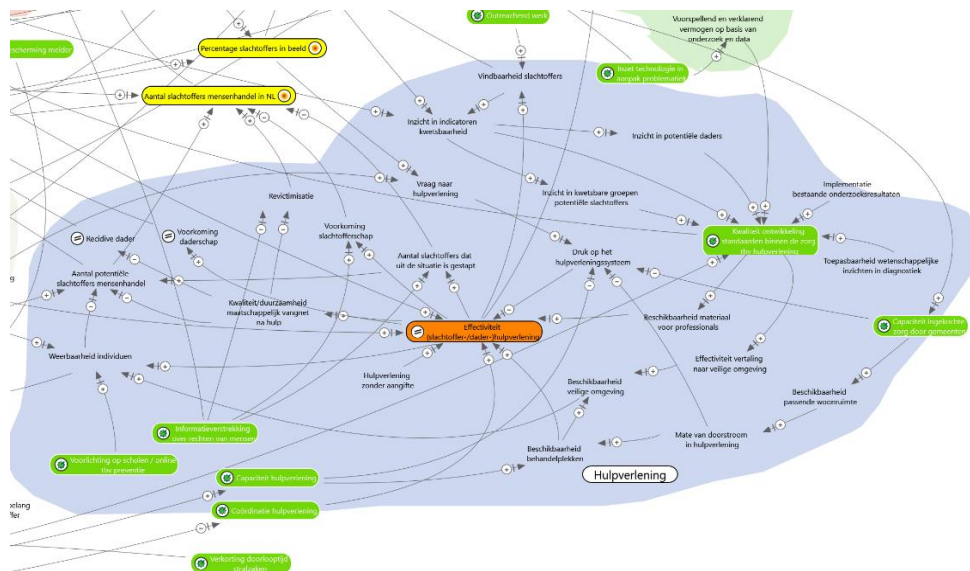 Outreachend werk
Voorspellend en verklarend
vermogen op basis van
onderzoek en data
escherming melder
Percentage slachtoffers in beeld
Inzet technologie in
aanpak problematiek
Vindbaarheid slachtoffers
Aantal slachtoffers mensenhandel in NL
Inzicht in indicatoren
kwetsbaarheid
Inzicht in potentiële daders
Vraag naar
hulpverlening
Inzicht in kwetsbare groepen
potentiële slachtoffers
Implementatie
bestaande onderzoeksresultaten
Revictimisatie
Voorkoming
slachtofferschap
Voorkoming
daderschap
Recidive dader
Kwaliteit ontwikkeling
standaarden binnen de zorg
tbv hulpverlening
Aantal slachtoffers dat
uit de situatie is gestapt
Druk op het
hulpverleningssysteem
Toepasbaarheid wetenschappelijke
inzichten in diagnostiek
Aantal potentiële
slachtoffers mensenhandel
Kwaliteit/duurzaamheid
maatschappelijk vangnet
na hulp
Effectiviteit
(slachtoffer-/dader-)hulpverlening
Beschikbaarheid materiaal
voor professionals
Capaciteit ingekochte
zorg door gemeenten
Weerbaarheid individuen
Effectiviteit vertaling
naar veilige omgeving
Hulpverlening
zonder aangifte
Beschikbaarheid
veilige omgeving
Beschikbaarheid
passende woonruimte
Informatieverstrekking
over rechten van mensen
Mate van doorstroom
in hulpverlening
Beschikbaarheid
behandelplekken
Voorlichting op scholen / online
tbv preventie
Hulpverlening
Capaciteit hulpverlening
Coördinatie hulpverlening
elang
ffer
Verkorting doorlooptijd
strafzaken